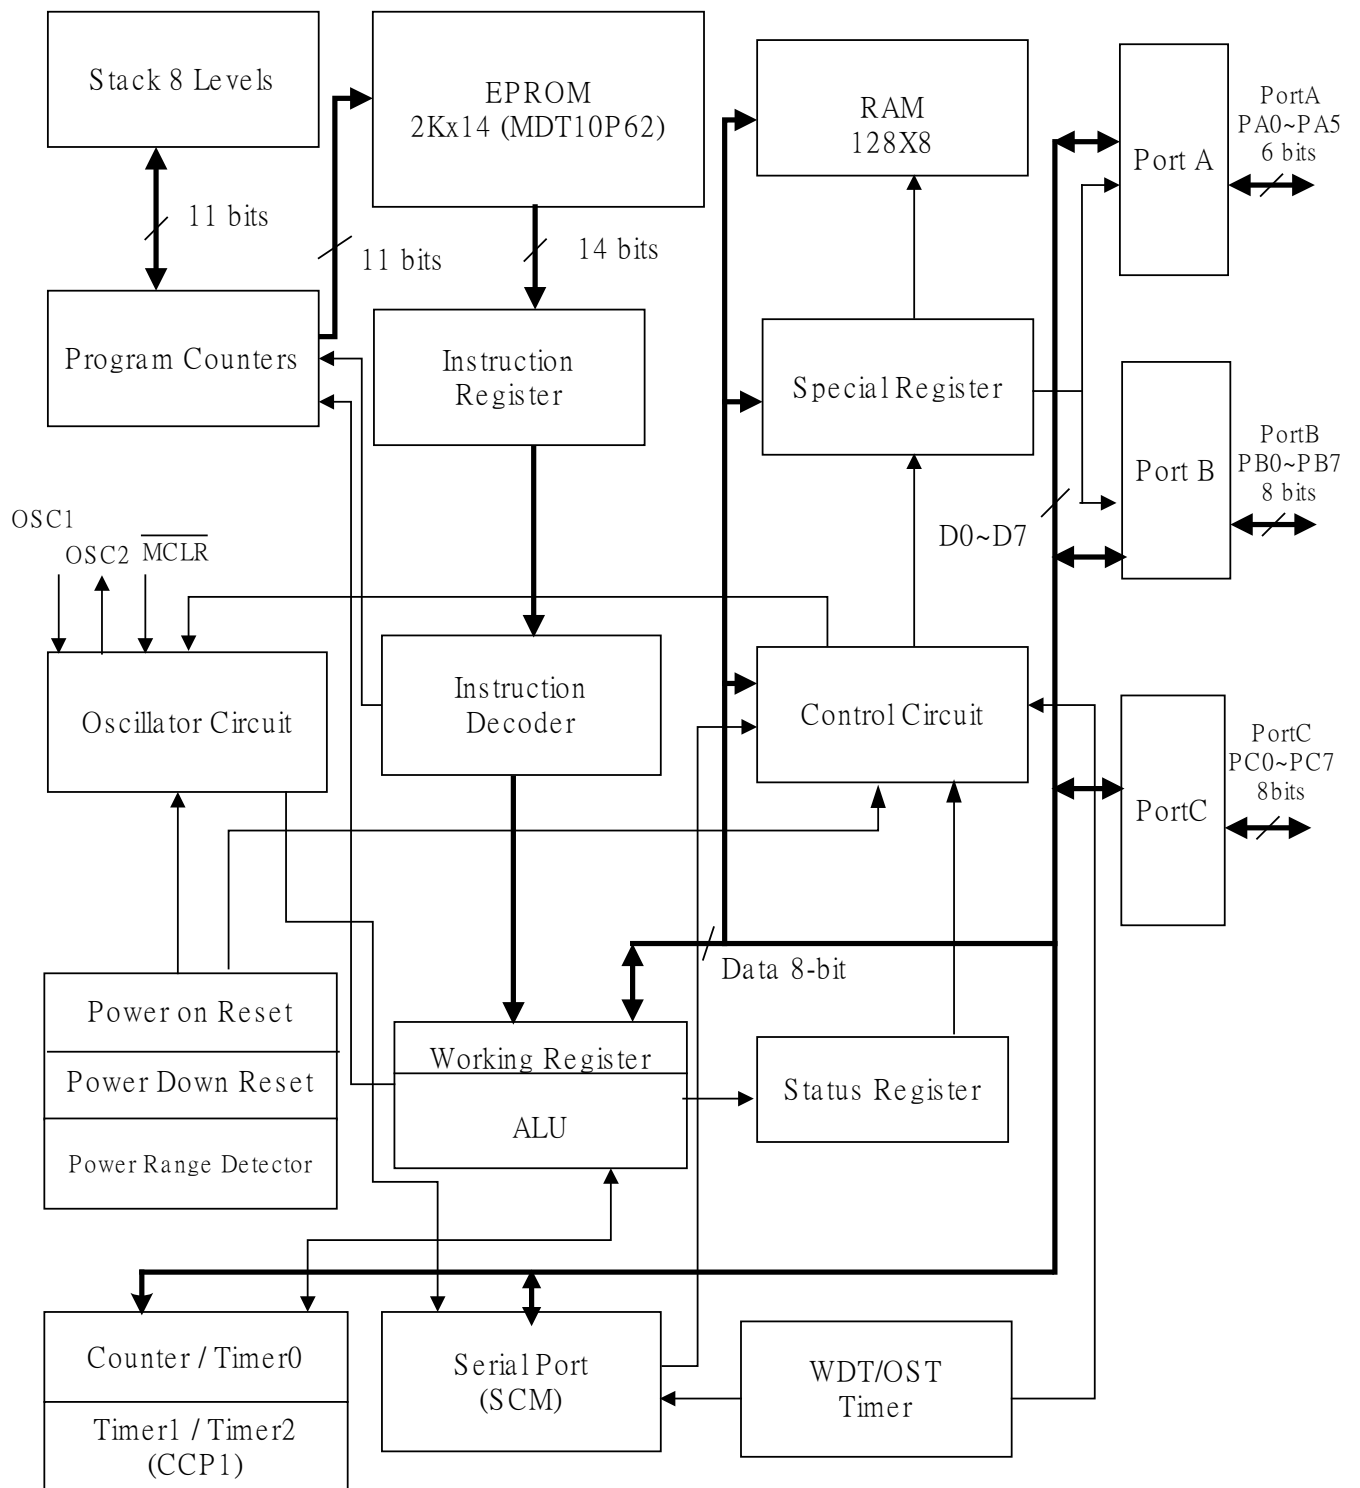 Stack 8 Levels
EPROM
2Kx14 (MDT10P62)
RAM
128X8
Port A
PortA
PA0~PA5
6 bits
11 bits
11 bits
14 bits
Program Counters
Instruction
Register
Special Register
Port B
PortB
PB0~PB7
8 bits
D0~D7
OSC1
OSC2
MCLR
Oscillator Circuit
Instruction
Decoder
Control Circuit
PortC
PortC
PC0~PC7
8bits
Data 8-bit
Power on Reset
Power Down Reset
Power Range Detector
Working Register
ALU
Status Register
Counter / Timer0
Timer1 / Timer2
(CCP1)
Serial Port
(SCM)
WDT/OST
Timer